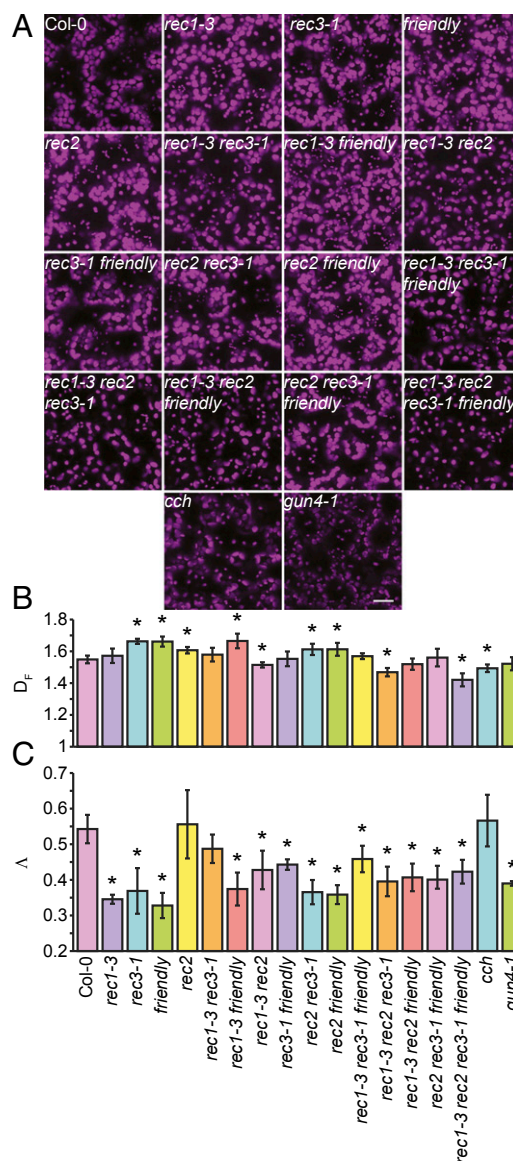 A
Col-0
rec1-3
rec3-1
friendly
rec2
rec1-3 rec3-1
rec1-3 friendly
rec1-3 rec2
rec3-1 friendly
rec2 rec3-1
rec2 friendly
rec1-3 rec3-1
friendly
rec1-3 rec2
rec3-1
rec1-3 rec2
friendly
rec2 rec3-1
friendly
rec1-3 rec2
rec3-1 friendly
cch
gun4-1
B
1.8
1.6
1.4
1.2
1
DF
* * * * * * * * * *
C
0.7
0.6
0.5
0.4
0.3
0.2
Λ
* * * * * * * * * * * * * *
Col-0
rec1-3
rec3-1
friendly
rec2
rec1-3 rec3-1
rec1-3 friendly
rec1-3 rec2
rec3-1 friendly
rec2 rec3-1
rec2 friendly
rec1-3 rec3-1 friendly
rec1-3 rec2 rec3-1
rec1-3 rec2 friendly
rec2 rec3-1 friendly
rec1-3 rec2 rec3-1 friendly
cch
gun4-1